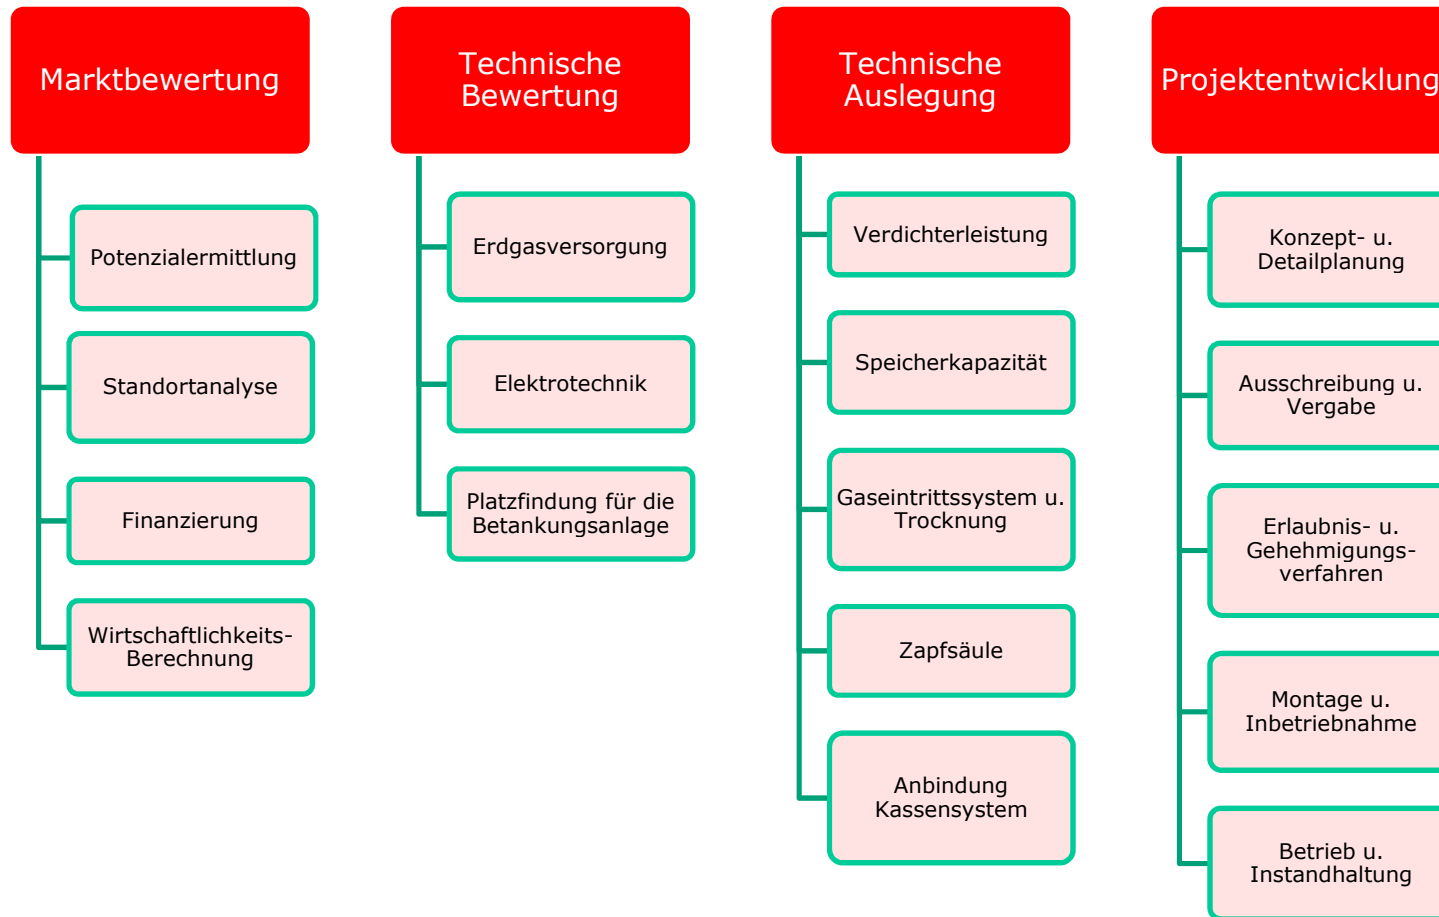 Marktbewertung
Potenzialermittlung
Standortanalyse
Finanzierung
Wirtschaftlichkeits-
Berechnung
Technische
Bewertung
Erdgasversorgung
Elektrotechnik
Platzfindung für die
Betankungsanlage
Technische
Auslegung
Verdichterleistung
Speicherkapazität
Gaseintrittssystem u.
Trocknung
Zapfsäule
Anbindung
Kassensystem
Projektentwicklung
Konzept- u.
Detailplanung
Ausschreibung u.
Vergabe
Erlaubnis- u.
Gehehmigungs-
verfahren
Montage u.
Inbetriebnahme
Betrieb u.
Instandhaltung